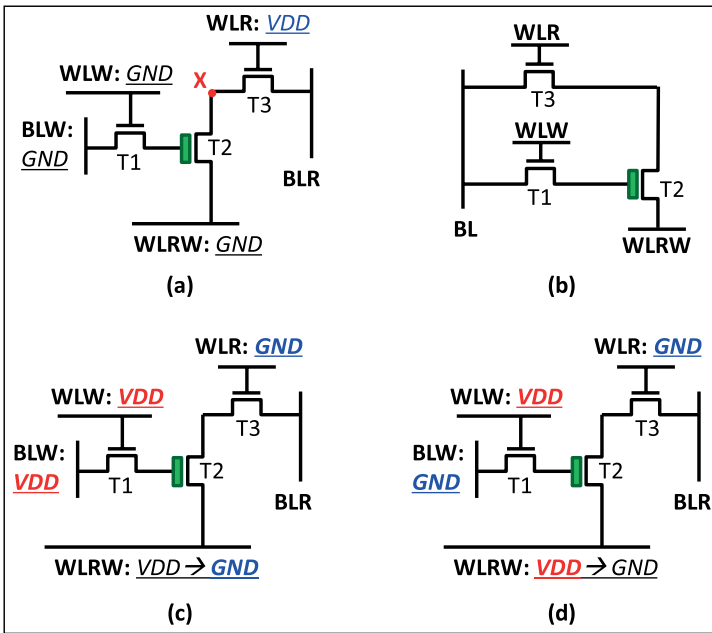 WLR: VDD
WLW: GND
X
T3
BLW:
GND
T1
T2
BLR
WLRW: GND
(a)
WLR
T3
WLW
T1
T2
BL
WLRW
(b)
WLR: GND
WLW: VDD
T3
BLW:
VDD
T1
T2
BLR
WLRW: VDD → GND
(c)
WLR: GND
WLW: VDD
T3
BLW:
GND
T1
T2
BLR
WLRW: VDD → GND
(d)